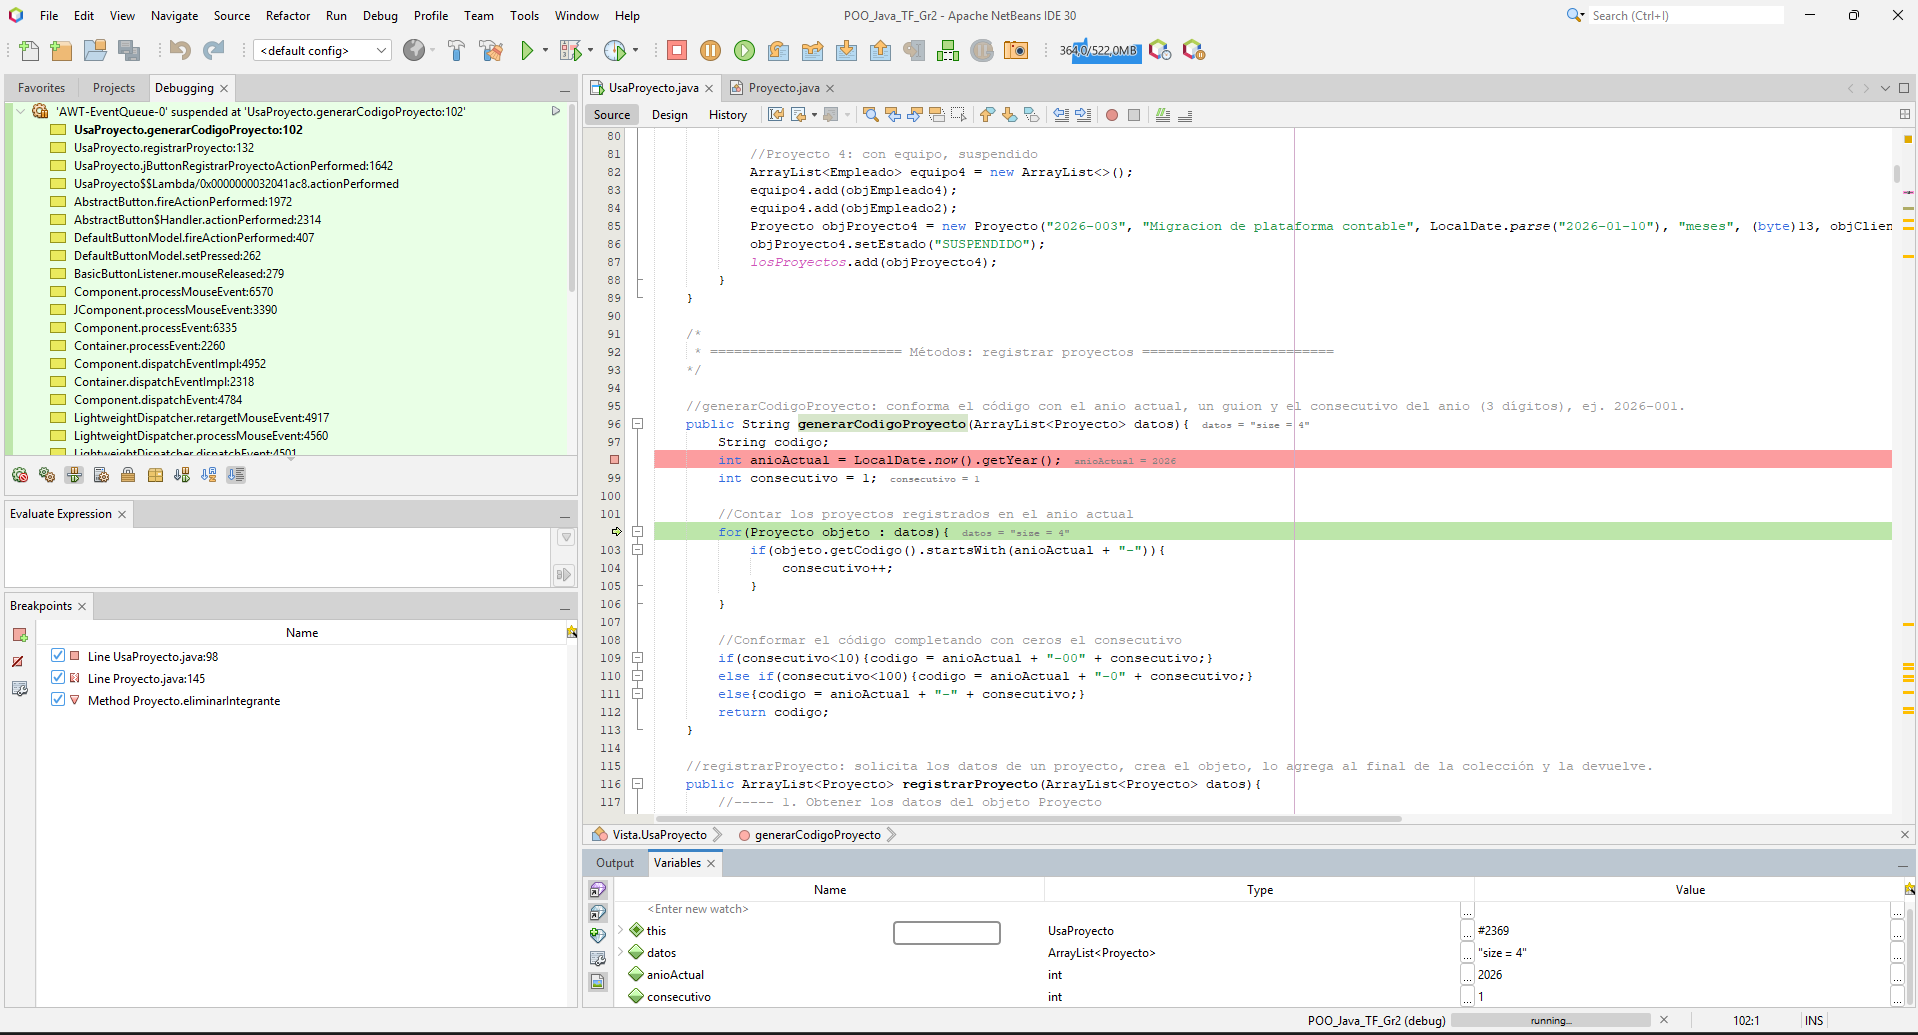 File Edit View Navigate Source Refactor Run Debug Profile Team Tools Window Help
POO_Java_TF_Gr2 - Apache NetBeans IDE 30
Search (Ctrl+I)
<default config>
364,0/522,0MB
Favorites Projects Debugging
'AWT-EventQueue-0' suspended at 'UsaProyecto.generarCodigoProyecto:102'
UsaProyecto.generarCodigoProyecto:102
UsaProyecto.registrarProyecto:132
UsaProyecto.jButtonRegistrarProyectoActionPerformed:1642
UsaProyecto$$Lambda/0x0000000032041ac8.actionPerformed
AbstractButton.fireActionPerformed:1972
AbstractButton$Handler.actionPerformed:2314
DefaultButtonModel.fireActionPerformed:407
DefaultButtonModel.setPressed:262
BasicButtonListener.mouseReleased:279
Component.processMouseEvent:6570
JComponent.processMouseEvent:3390
Component.processEvent:6335
Container.processEvent:2260
Component.dispatchEventImpl:4952
Container.dispatchEventImpl:2318
Component.dispatchEvent:4784
LightweightDispatcher.retargetMouseEvent:4917
LightweightDispatcher.processMouseEvent:4560
LightweightDispatcher.dispatchEvent:4501
Evaluate Expression
Breakpoints
Name
Line UsaProyecto.java:98
Line Proyecto.java:145
Method Proyecto.eliminarIntegrante
UsaProyecto.java Proyecto.java
Source Design History
80
81 //Proyecto 4: con equipo, suspendido
82 ArrayList<Empleado> equipo4 = new ArrayList<>();
83 equipo4.add(objEmpleado4);
84 equipo4.add(objEmpleado2);
85 Proyecto objProyecto4 = new Proyecto("2026-003", "Migracion de plataforma contable", LocalDate.parse("2026-01-10"), "meses", (byte)13, objClien
86 objProyecto4.setEstado("SUSPENDIDO");
87 losProyectos.add(objProyecto4);
88 }
89 }
90
91 /*
92 * ======================== Métodos: registrar proyectos ========================
93 */
94
95 //generarCodigoProyecto: conforma el código con el anio actual, un guion y el consecutivo del anio (3 dígitos), ej. 2026-001.
96 public String generarCodigoProyecto(ArrayList<Proyecto> datos){ datos = "size = 4"
97 String codigo;
int anioActual = LocalDate.now().getYear(); anioActual = 2026
99 int consecutivo = 1; consecutivo = 1
100
101 //Contar los proyectos registrados en el anio actual
for(Proyecto objeto : datos){ datos = "size = 4"
103 if(objeto.getCodigo().startsWith(anioActual + "-")){
104 consecutivo++;
105 }
106 }
107
108 //Conformar el código completando con ceros el consecutivo
109 if(consecutivo<10){codigo = anioActual + "-00" + consecutivo;}
110 else if(consecutivo<100){codigo = anioActual + "-0" + consecutivo;}
111 else{codigo = anioActual + "-" + consecutivo;}
112 return codigo;
113 }
114
115 //registrarProyecto: solicita los datos de un proyecto, crea el objeto, lo agrega al final de la colección y la devuelve.
116 public ArrayList<Proyecto> registrarProyecto(ArrayList<Proyecto> datos){
117 //----- 1. Obtener los datos del objeto Proyecto
Vista.UsaProyecto generarCodigoProyecto
Output Variables
Name Type Value
<Enter new watch> ... ...
this UsaProyecto ... #2369 ...
datos ArrayList<Proyecto> ... "size = 4" ...
anioActual int ... 2026 ...
consecutivo int ... 1 ...
POO_Java_TF_Gr2 (debug) running... 102:1 INS